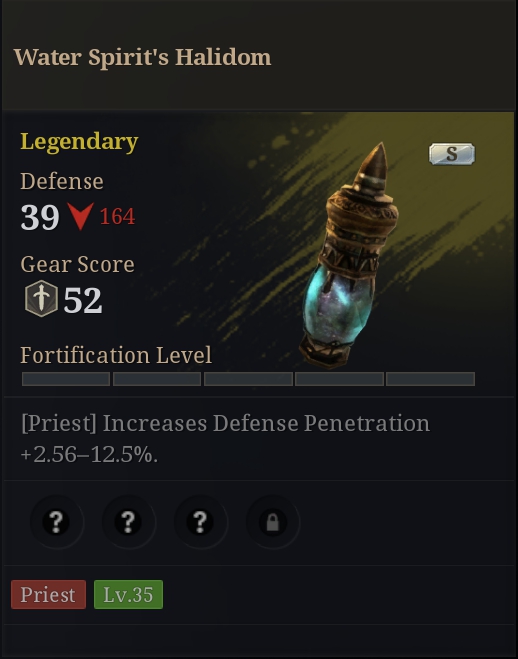 Water Spirit's Halidom
Legendary
S
Defense
39 164
Gear Score
52
Fortification Level
[Priest] Increases Defense Penetration
+2.56–12.5%.
? ? ?
Priest Lv.35